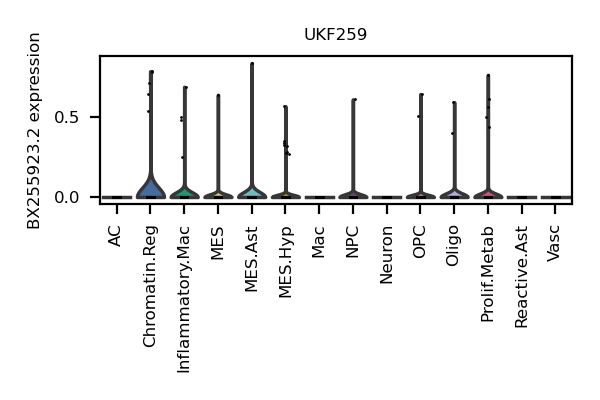 UKF259
BX255923.2 expression
0.5
0.0
AC
Chromatin.Reg
Inflammatory.Mac
MES
MES.Ast
MES.Hyp
Mac
NPC
Neuron
OPC
Oligo
Prolif.Metab
Reactive.Ast
Vasc